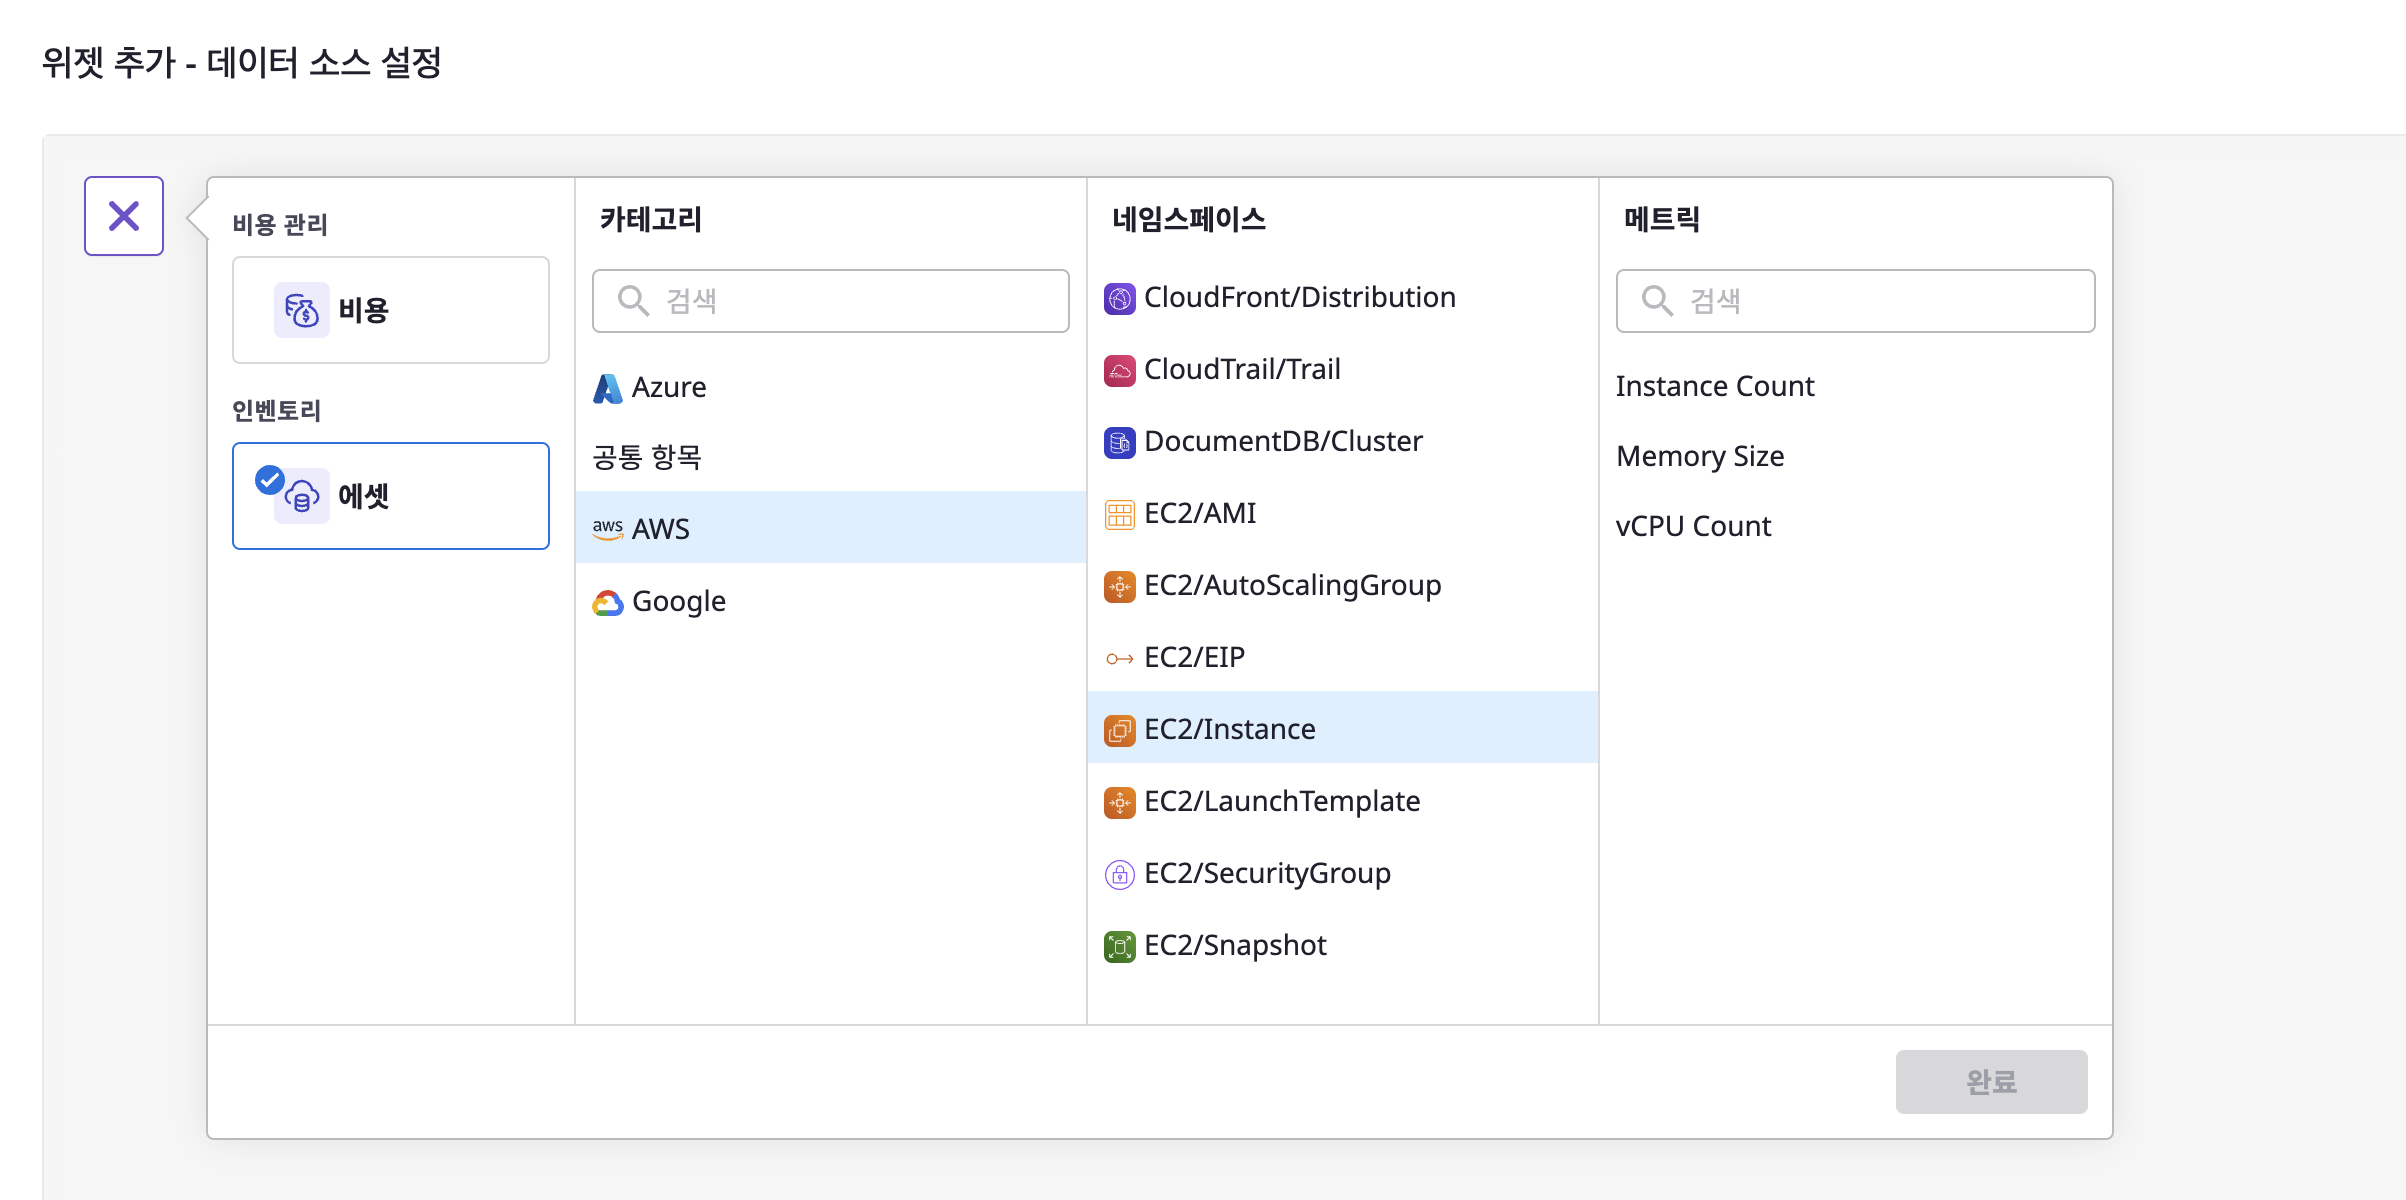 위젯 추가 - 데이터 소스 설정
비용 관리
비용
인벤토리
에셋
카테고리
검색
Azure
공통 항목
aws AWS
Google
네임스페이스
CloudFront/Distribution
CloudTrail/Trail
DocumentDB/Cluster
EC2/AMI
EC2/AutoScalingGroup
EC2/EIP
EC2/Instance
EC2/LaunchTemplate
EC2/SecurityGroup
EC2/Snapshot
메트릭
검색
Instance Count
Memory Size
vCPU Count
완료